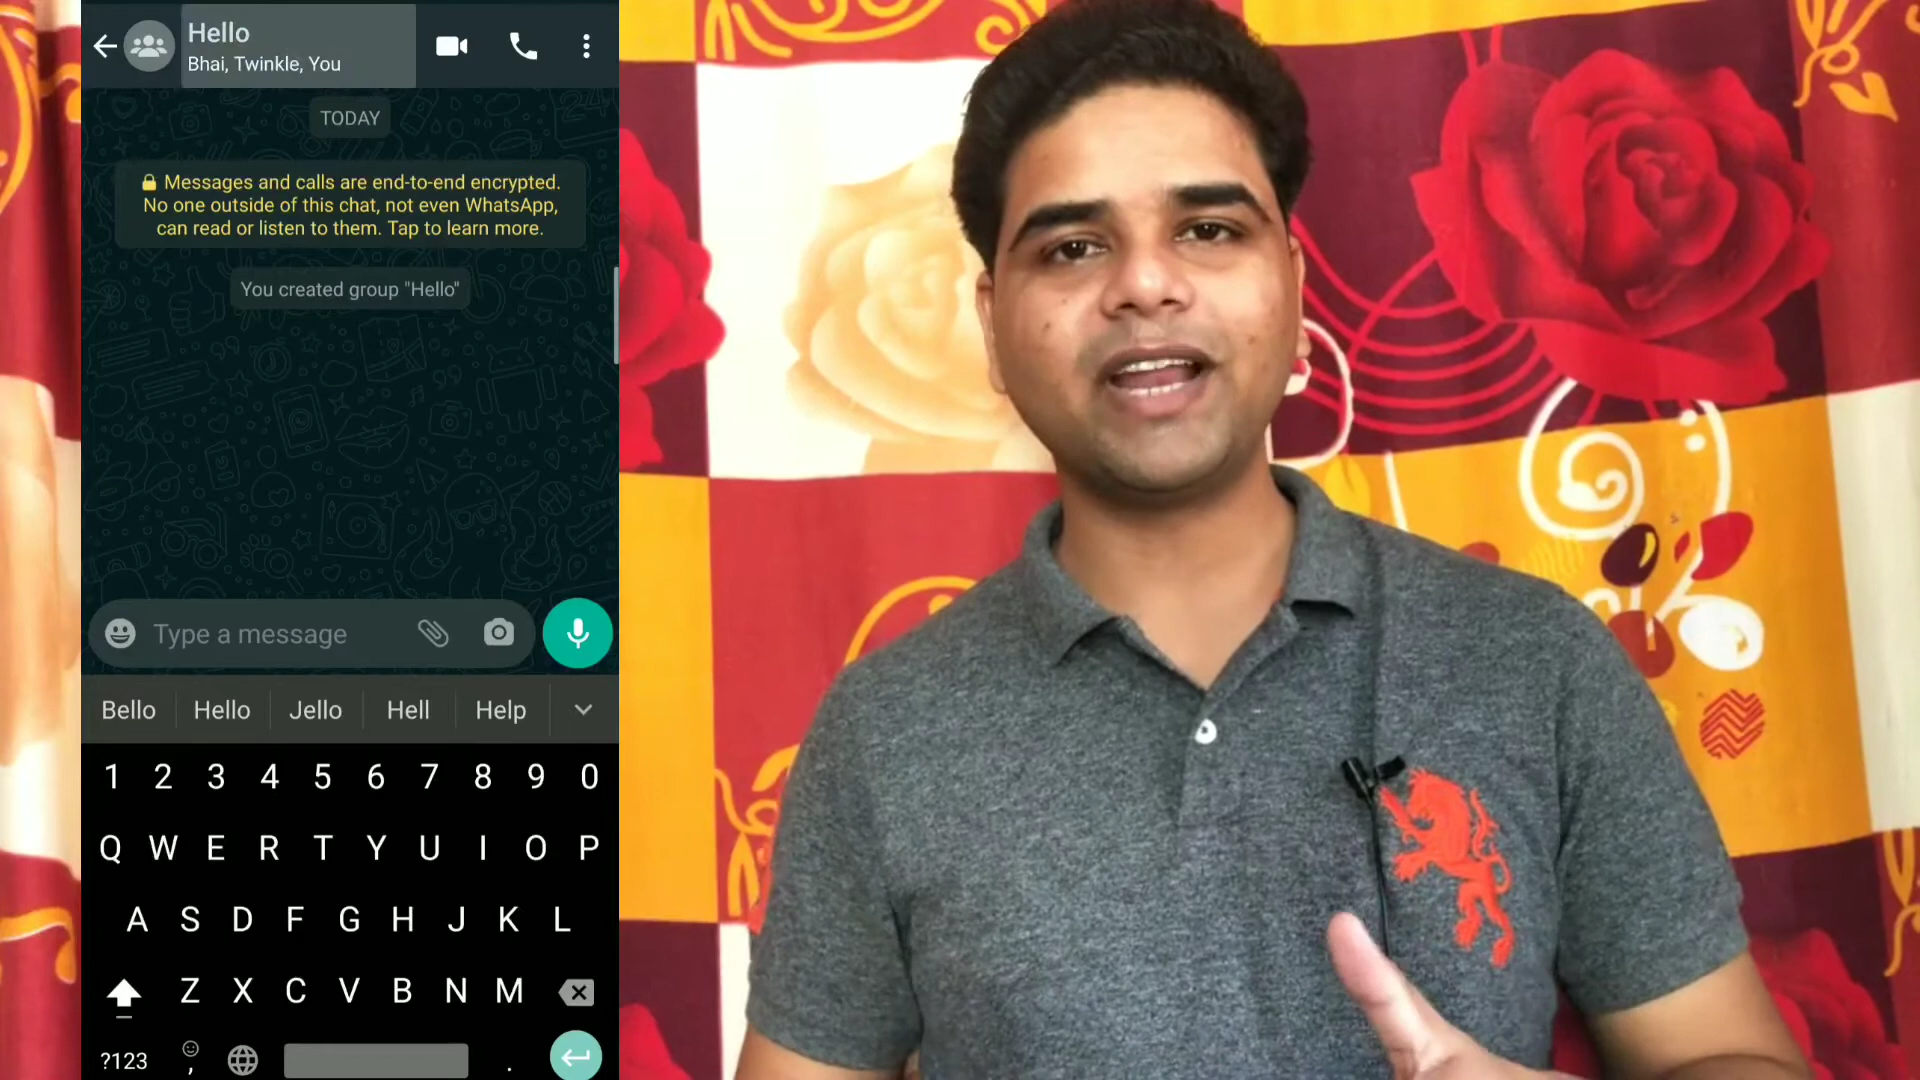 Hello
Bhai, Twinkle, You
TODAY
Messages and calls are end-to-end encrypted.
No one outside of this chat, not even WhatsApp,
can read or listen to them. Tap to learn more.
You created group "Hello"
Type a message
Bello Hello Jello Hell Help
1 2 3 4 5 6 7 8 9 0
Q W E R T Y U I O P
A S D F G H J K L
Z X C V B N M
?123 , .